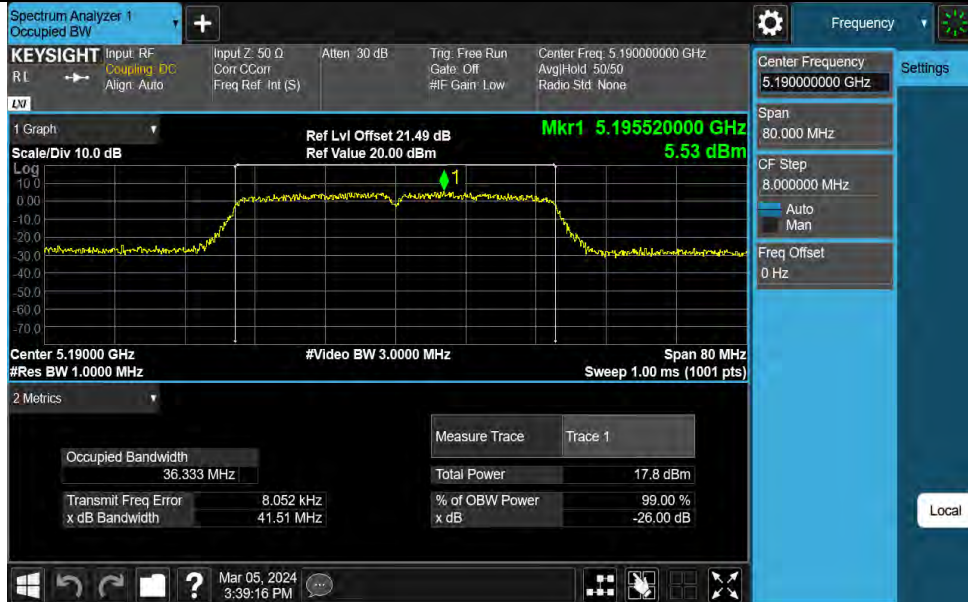 Spectrum Analyzer 1
Occupied BW
+
Frequency
KEYSIGHT Input: RF Input Z: 50 Ω Atten: 30 dB Trig: Free Run Center Freq: 5.190000000 GHz
RL Coupling: DC Corr CCorr Gate: Off Avg|Hold: 50/50
Align: Auto Freq Ref: Int (S) #IF Gain: Low Radio Std: None
LXI
Center Frequency
5.190000000 GHz
Settings
Span
80.000 MHz
CF Step
8.000000 MHz
Auto
Man
Freq Offset
0 Hz
Local
1 Graph
Ref Lvl Offset 21.49 dB
Mkr1 5.195520000 GHz
Scale/Div 10.0 dB
Ref Value 20.00 dBm
5.53 dBm
Log
1
10.0
0.00
-10.0
-20.0
-30.0
-40.0
-50.0
-60.0
-70.0
Center 5.19000 GHz #Video BW 3.0000 MHz Span 80 MHz
#Res BW 1.0000 MHz Sweep 1.00 ms (1001 pts)
2 Metrics
Measure Trace Trace 1
Occupied Bandwidth
36.333 MHz
Total Power 17.8 dBm
Transmit Freq Error 8.052 kHz
% of OBW Power 99.00 %
x dB Bandwidth 41.51 MHz
x dB -26.00 dB
?
Mar 05, 2024
3:39:16 PM